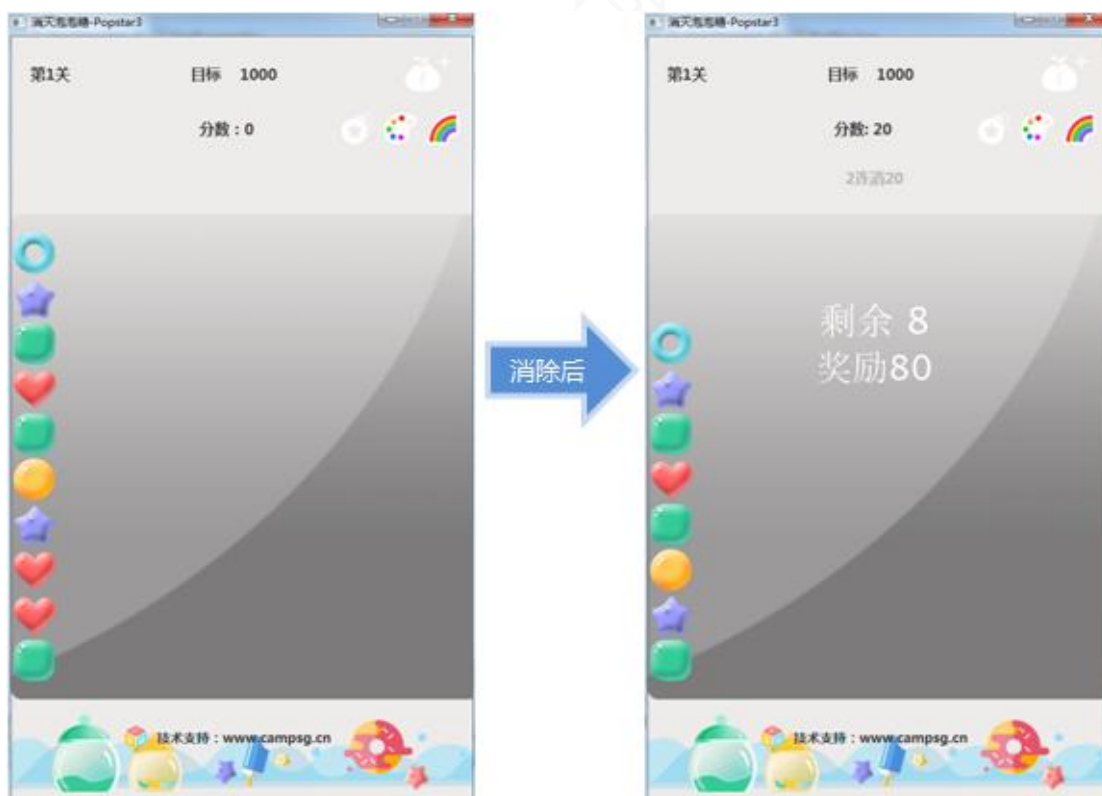 消灭泡泡糖-Popstar3
第1关
目标 1000
分数：0
技术支持：www.campsg.cn
消除后
消灭泡泡糖-Popstar3
第1关
目标 1000
分数: 20
2连消20
剩余 8
奖励80
技术支持：www.campsg.cn